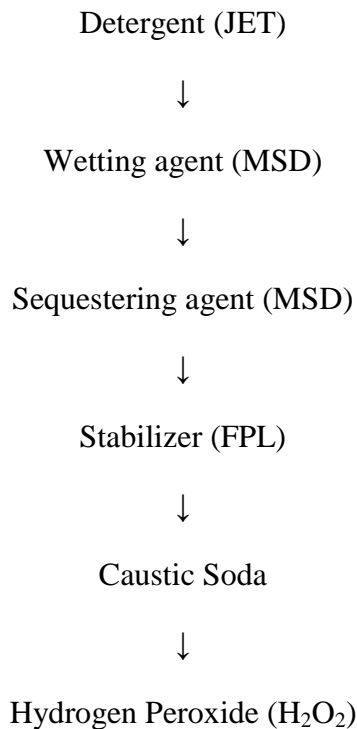 Detergent (JET)
↓
Wetting agent (MSD)
↓
Sequestering agent (MSD)
↓
Stabilizer (FPL)
↓
Caustic Soda
↓
Hydrogen Peroxide (H₂O₂)